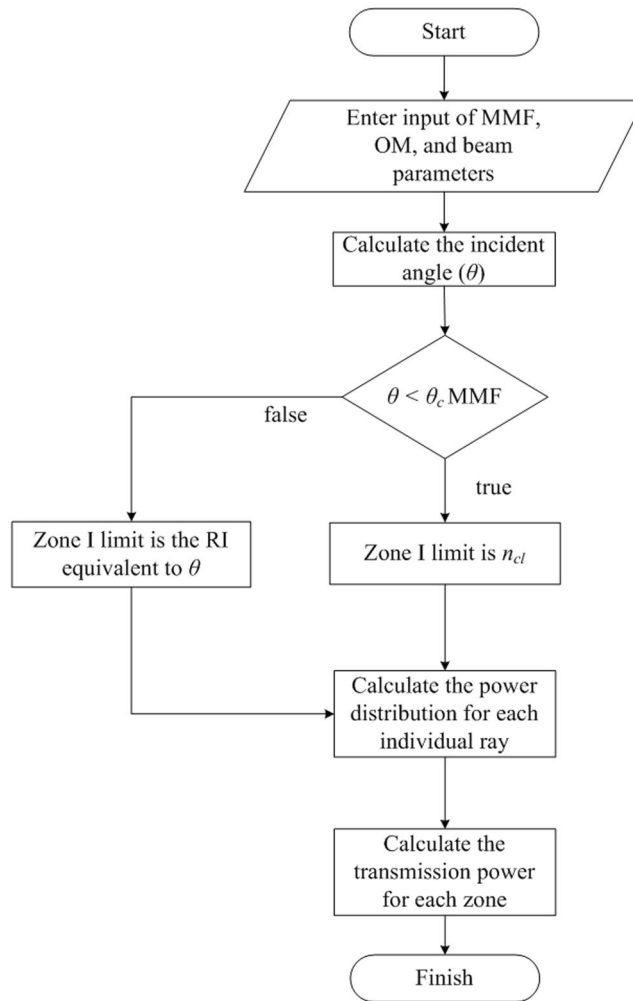 Start
Enter input of MMF,
OM, and beam
parameters
Calculate the incident
angle (θ)
θ < θc MMF
false
true
Zone I limit is the RI
equivalent to θ
Zone I limit is ncl
Calculate the power
distribution for each
individual ray
Calculate the
transmission power
for each zone
Finish